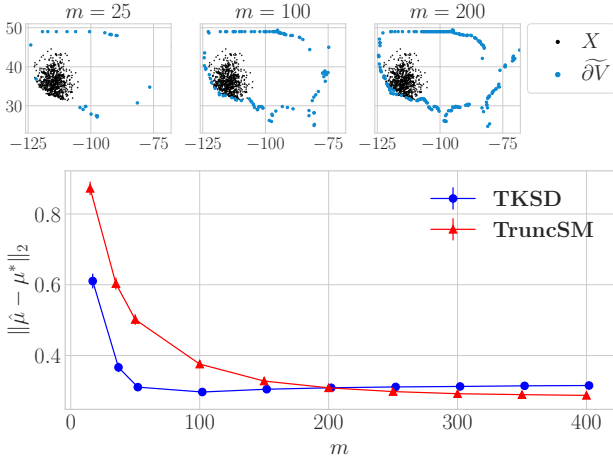 m = 25
m = 100
m = 200
50
40
30
−125
−100
−75
−125
−100
−75
−125
−100
−75
X
∂̃V
TKSD
TruncSM
0.8
0.6
0.4
‖μ̂ − μ*‖₂
0
100
200
300
400
m